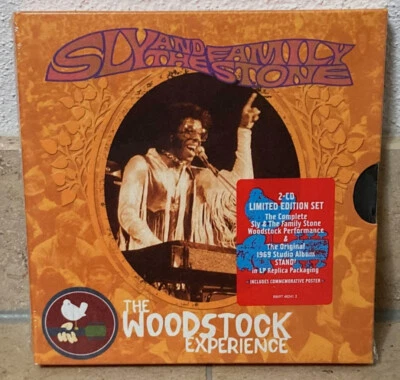 SLY AND THE FAMILY STONE
2-CD
LIMITED EDITION SET
The Complete
Sly & The Family Stone
Woodstock Performance
&
The Original
1969 Studio Album
STAND!
in LP Replica Packaging
- INCLUDES COMMEMORATIVE POSTER -
THE
WOODSTOCK
EXPERIENCE